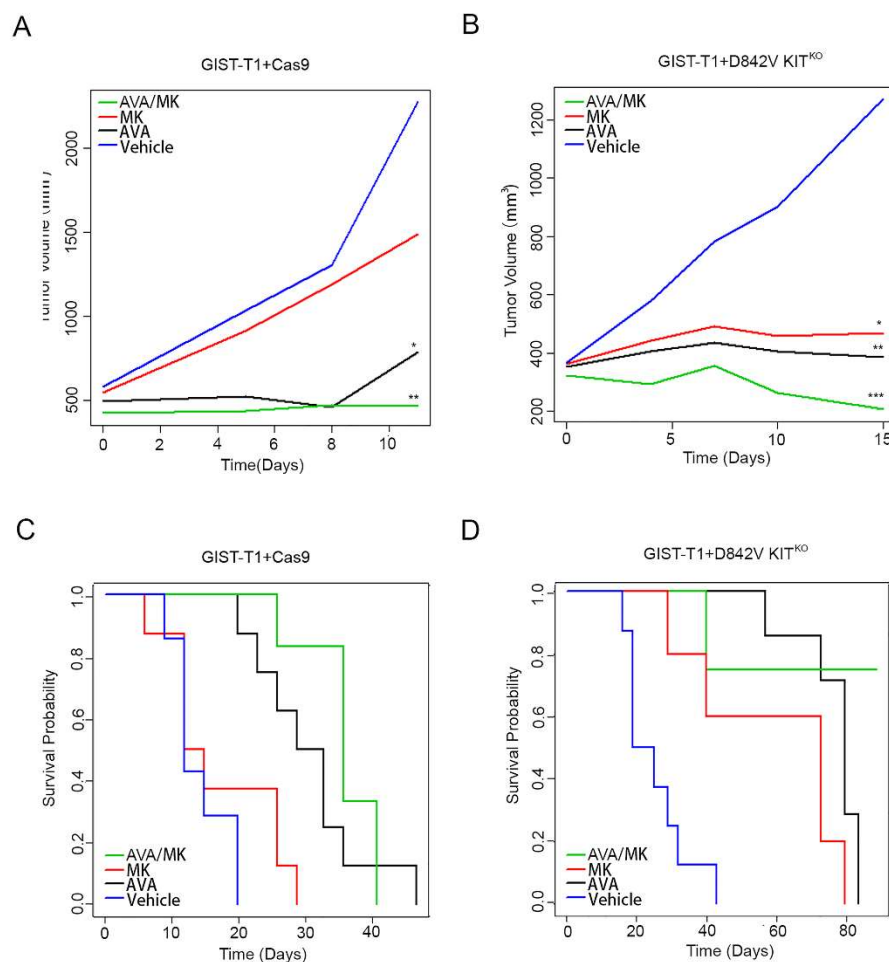 A
GIST-T1+Cas9
AVA/MK
MK
AVA
Vehicle
Tumor Volume (mm³)
2000
1500
1000
500
*
**
0 2 4 6 8 10
Time(Days)
B
GIST-T1+D842V KITᴷᴼ
AVA/MK
MK
AVA
Vehicle
Tumor Volume (mm³)
1200
1000
800
600
400
200
*
**
***
0 5 10 15
Time (Days)
C
GIST-T1+Cas9
Survival Probability
1.0
0.8
0.6
0.4
0.2
0.0
AVA/MK
MK
AVA
Vehicle
0 10 20 30 40
Time (Days)
D
GIST-T1+D842V KITᴷᴼ
Survival Probability
1.0
0.8
0.6
0.4
0.2
0.0
AVA/MK
MK
AVA
Vehicle
0 20 40 60 80
Time (Days)